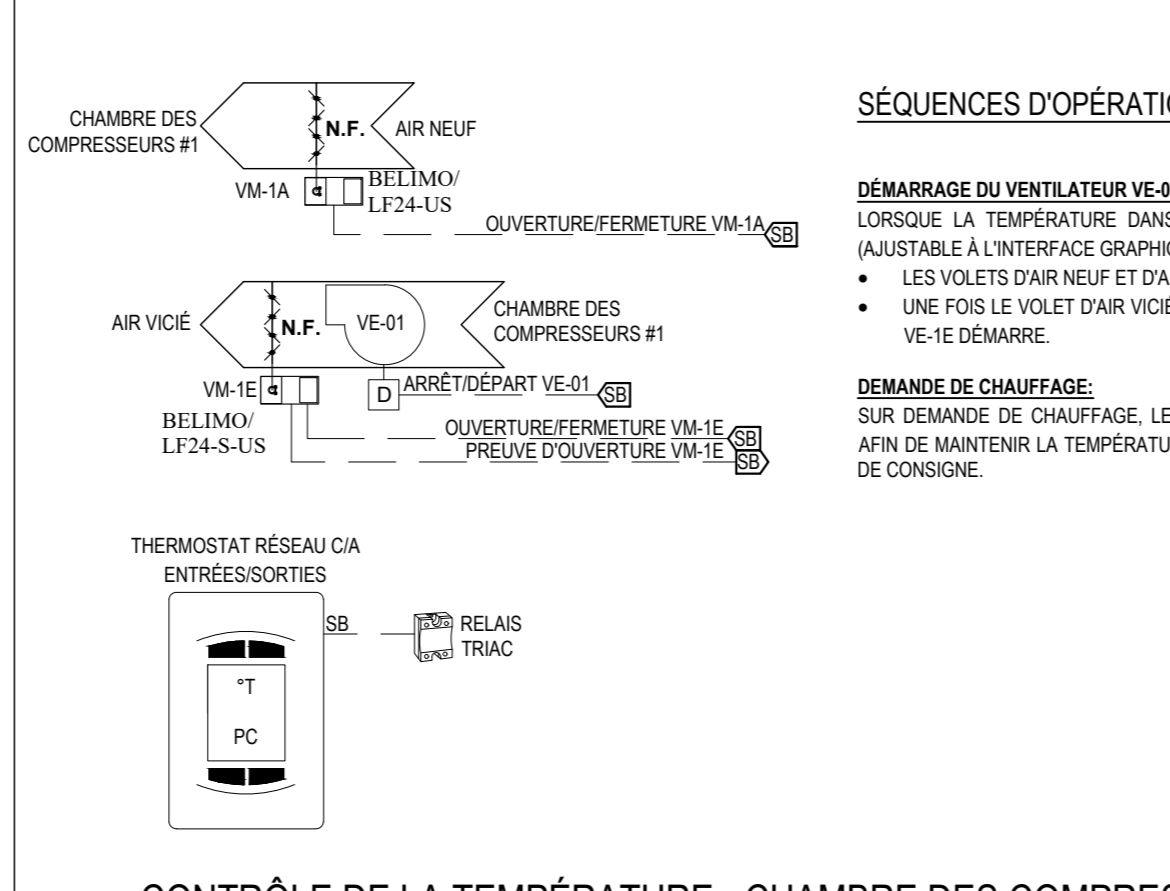 CHAMBRE DES
COMPRESSEURS #1
N.F.
AIR NEUF
VM-1A
BELIMO/
LF24-US
OUVERTURE/FERMETURE VM-1A
SB
AIR VICIÉ
N.F.
VE-01
CHAMBRE DES
COMPRESSEURS #1
VM-1E
D
ARRÊT/DÉPART VE-01
SB
BELIMO/
LF24-S-US
OUVERTURE/FERMETURE VM-1E
SB
PREUVE D'OUVERTURE VM-1E
SB
THERMOSTAT RÉSEAU C/A
ENTRÉES/SORTIES
SB
RELAIS
TRIAC
°T
PC
SÉQUENCES D'OPÉRATIO
DÉMARRAGE DU VENTILATEUR VE-0
LORSQUE LA TEMPÉRATURE DANS
(AJUSTABLE À L'INTERFACE GRAPHI
• LES VOLETS D'AIR NEUF ET D'A
• UNE FOIS LE VOLET D'AIR VICIÉ
VE-1E DÉMARRE.
DEMANDE DE CHAUFFAGE:
SUR DEMANDE DE CHAUFFAGE, LE
AFIN DE MAINTENIR LA TEMPÉRATU
DE CONSIGNE.
CONTRÔLE DE LA TEMPÉRATURE - CHAMBRE DES COMPRES